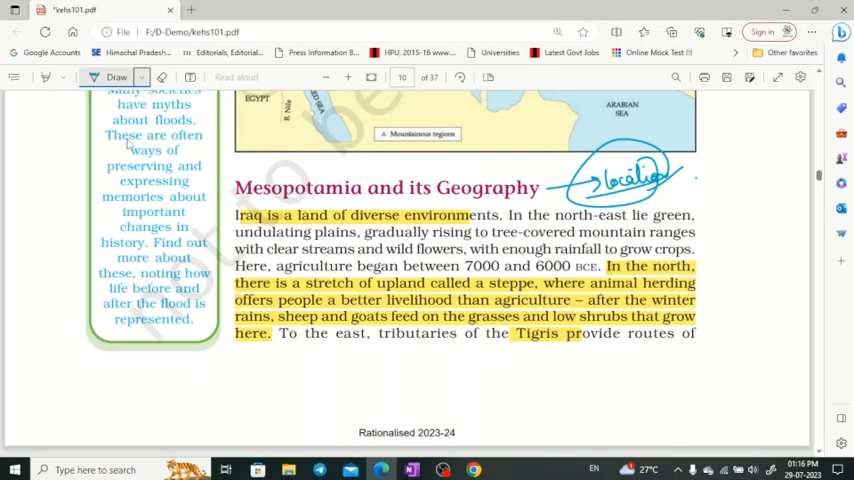 *kehs101.pdf
File | F:/D-Demo/kehs101.pdf
Sign in
Google Accounts
Himachal Pradesh...
Editorials, Editorial...
Press Information B...
HPU, 2015-16 www....
Universities
Latest Govt Jobs
Online Mock Test !!!
Other favorites
Draw
Read aloud
10 of 37
Many societies
have myths
about floods.
These are often
ways of
preserving and
expressing
memories about
important
changes in
history. Find out
more about
these, noting how
life before and
after the flood is
represented.
EGYPT
R. Nile
RED SEA
ARABIAN
SEA
Mountainous regions
not to be
Mesopotamia and its Geography → location
Iraq is a land of diverse environments. In the north-east lie green,
undulating plains, gradually rising to tree-covered mountain ranges
with clear streams and wild flowers, with enough rainfall to grow crops.
Here, agriculture began between 7000 and 6000 BCE. In the north,
there is a stretch of upland called a steppe, where animal herding
offers people a better livelihood than agriculture – after the winter
rains, sheep and goats feed on the grasses and low shrubs that grow
here. To the east, tributaries of the Tigris provide routes of
Rationalised 2023-24
Type here to search
EN
27°C
01:16 PM
29-07-2023